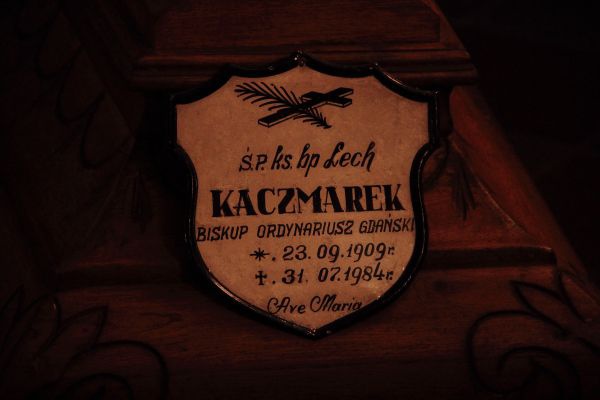 Ś.P. ks. bp Lech
KACZMAREK
BISKUP ORDYNARIUSZ GDAŃSKI
*. 23. 09. 1909 r.
✝. 31. 07. 1984 r.
Ave Maria